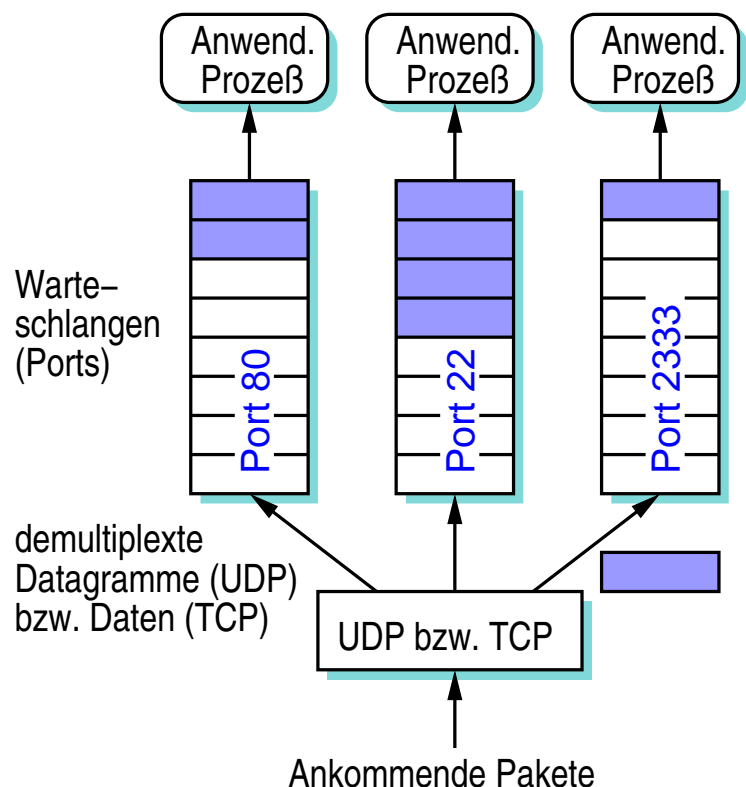 Anwend.
Prozeß
Anwend.
Prozeß
Anwend.
Prozeß
Warte–
schlangen
(Ports)
Port 80
Port 22
Port 2333
demultiplexte
Datagramme (UDP)
bzw. Daten (TCP)
UDP bzw. TCP
Ankommende Pakete